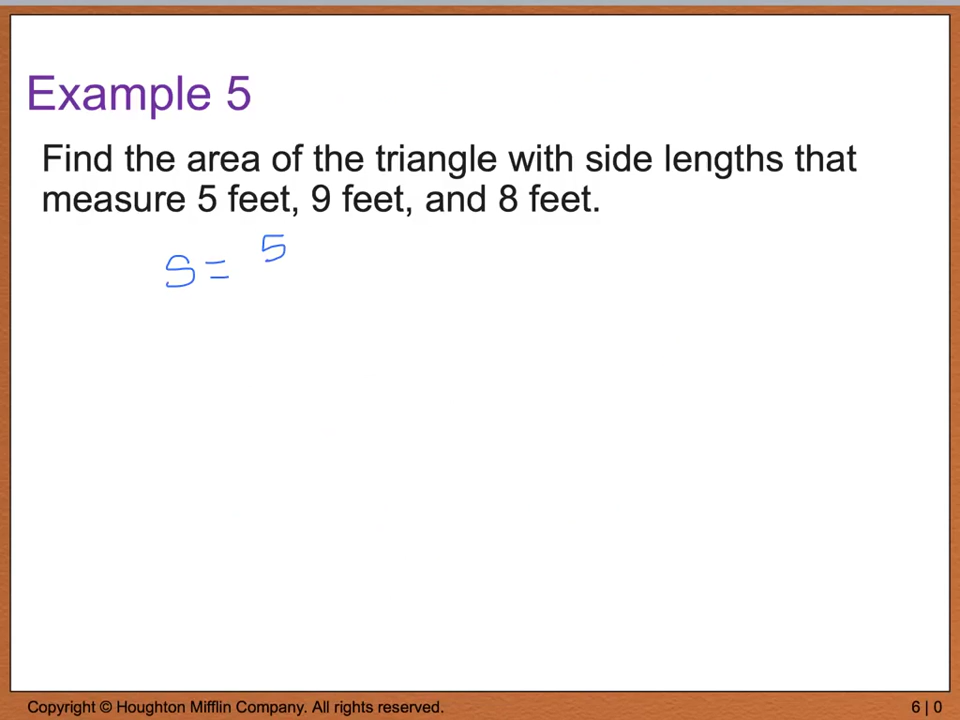 Example 5
Find the area of the triangle with side lengths that
measure 5 feet, 9 feet, and 8 feet.
S = 5
Copyright © Houghton Mifflin Company. All rights reserved.
6 | 0